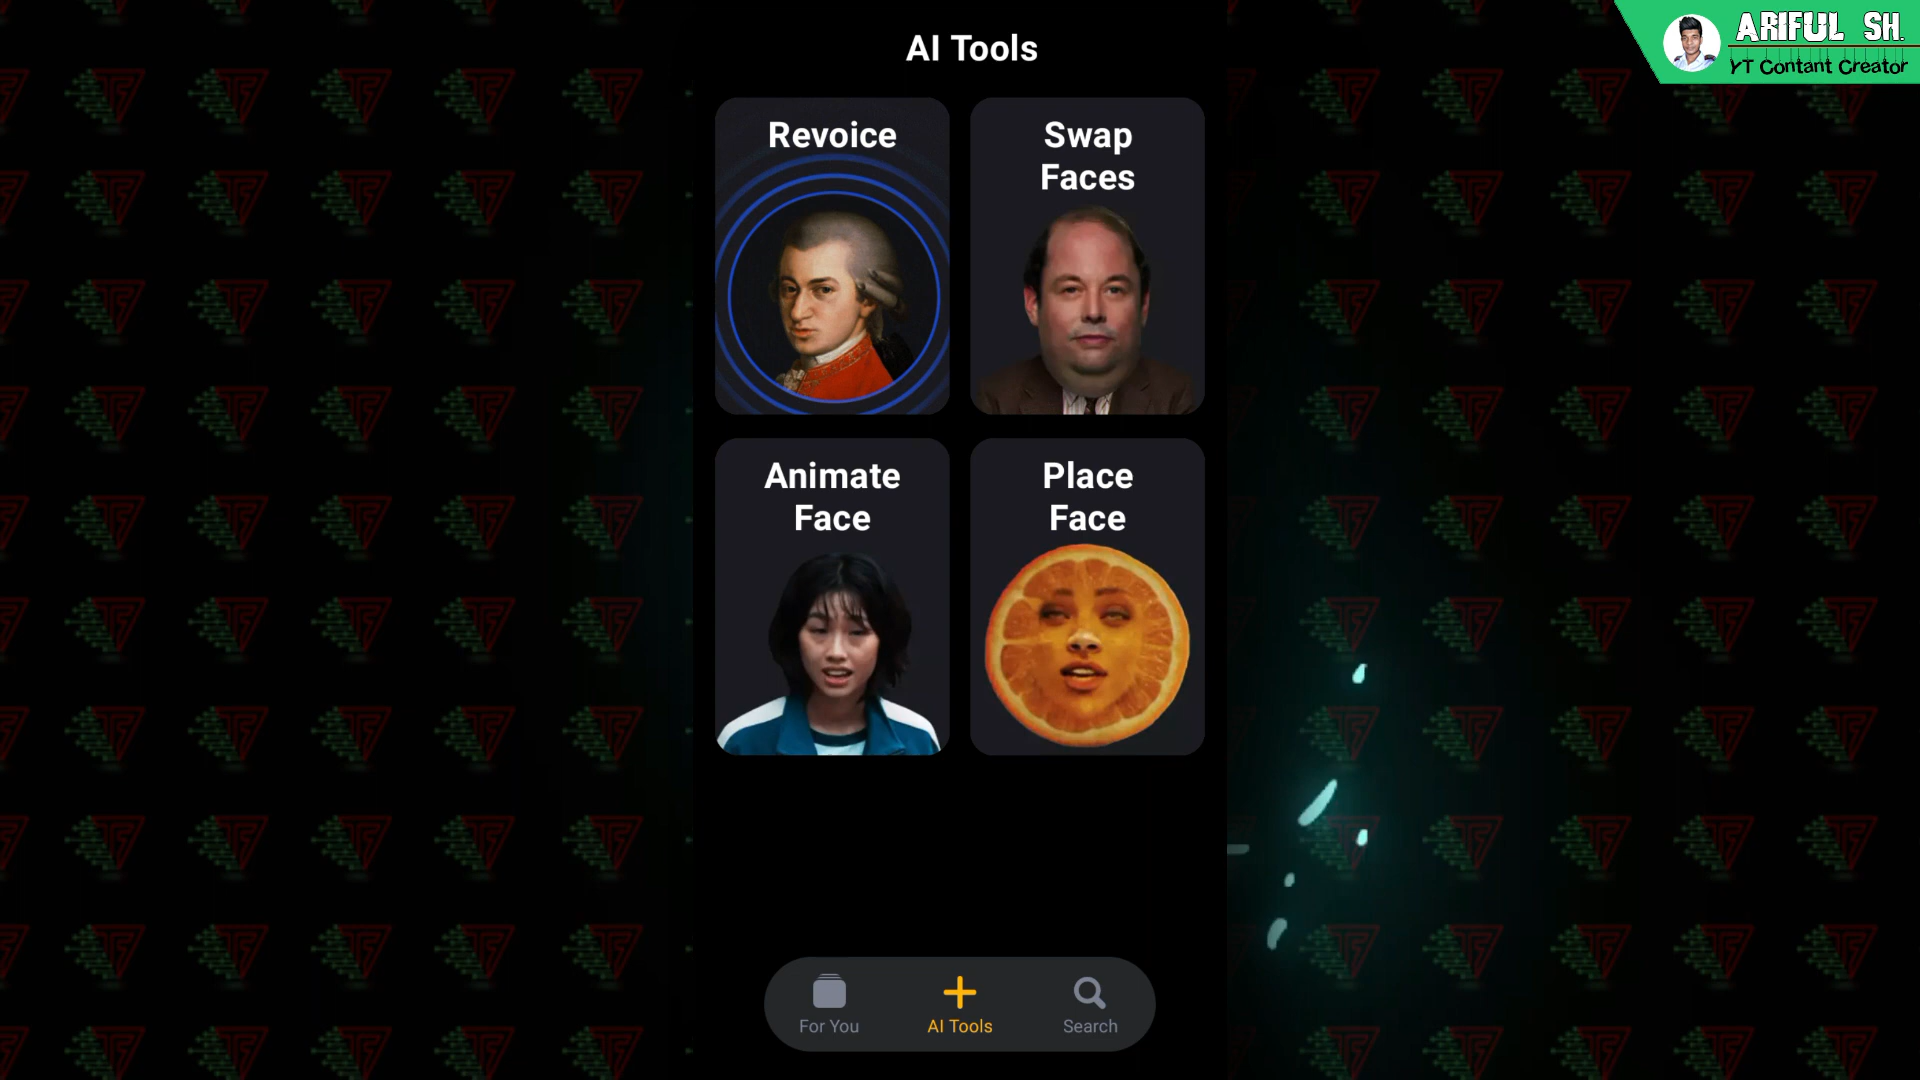 AI Tools
ARIFUL SH.
YT Contant Creator
Revoice
Swap
Faces
Animate
Face
Place
Face
For You
AI Tools
Search